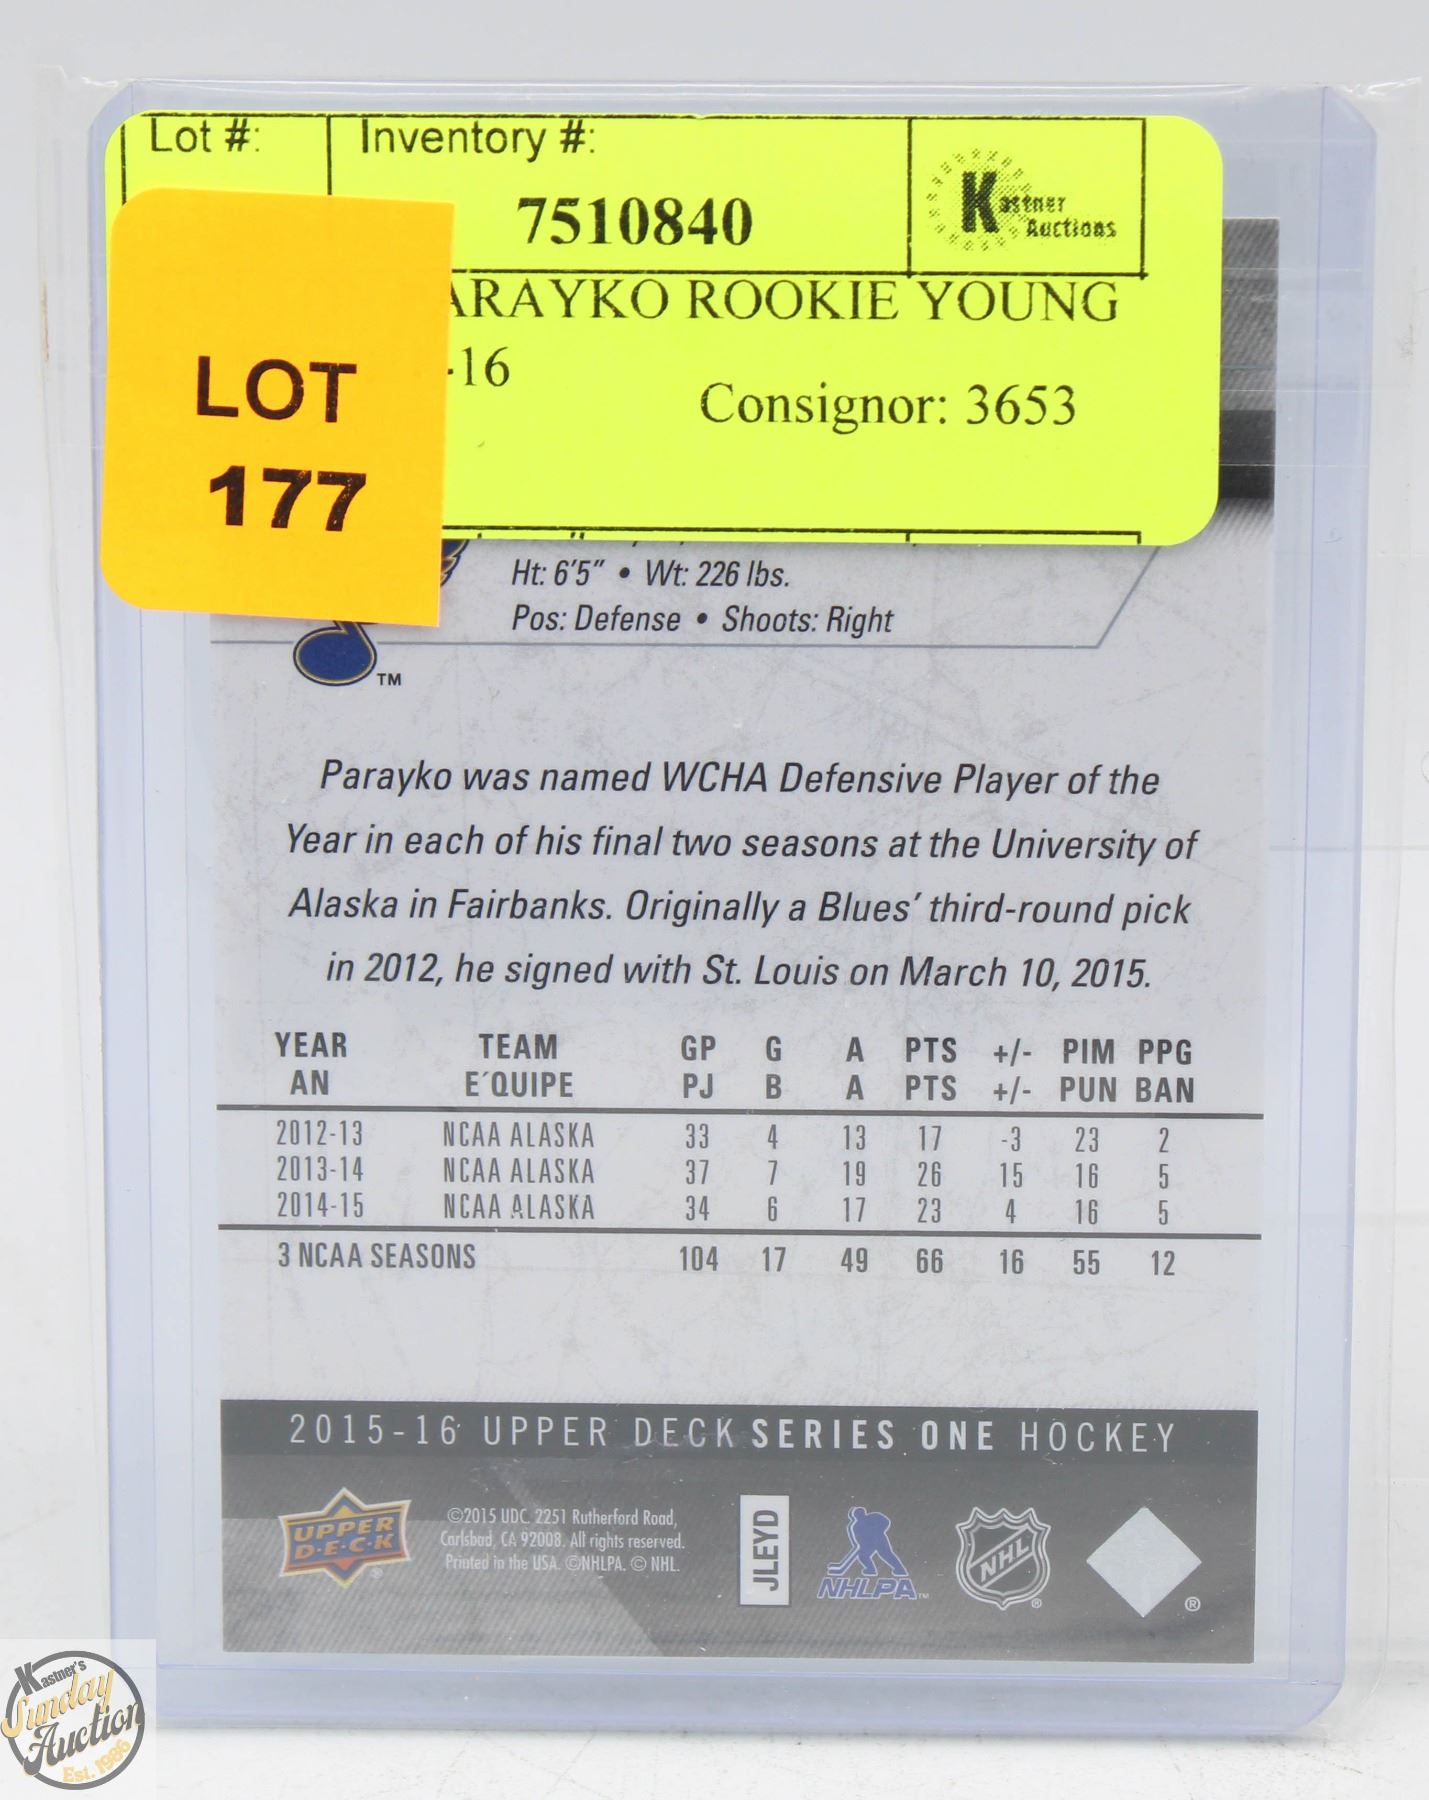 Lot #:
Inventory #:
7510840
Kastner
Auctions
ARAYKO ROOKIE YOUNG
-16
Consignor: 3653
LOT
177
Ht: 6'5" • Wt: 226 lbs.
Pos: Defense • Shoots: Right
TM
Parayko was named WCHA Defensive Player of the
Year in each of his final two seasons at the University of
Alaska in Fairbanks. Originally a Blues' third-round pick
in 2012, he signed with St. Louis on March 10, 2015.
YEAR TEAM GP G A PTS +/- PIM PPG
AN E´QUIPE PJ B A PTS +/- PUN BAN
2012-13 NCAA ALASKA 33 4 13 17 -3 23 2
2013-14 NCAA ALASKA 37 7 19 26 15 16 5
2014-15 NCAA ALASKA 34 6 17 23 4 16 5
3 NCAA SEASONS 104 17 49 66 16 55 12
2015-16 UPPER DECK SERIES ONE HOCKEY
UPPER
D·E·C·K
®
©2015 UDC. 2251 Rutherford Road,
Carlsbad, CA 92008. All rights reserved.
Printed in the USA. ©NHLPA. © NHL.
JLEYD
NHLPA™
NHL
®
®
Kastner's
Sunday
Auction
Est. 1986